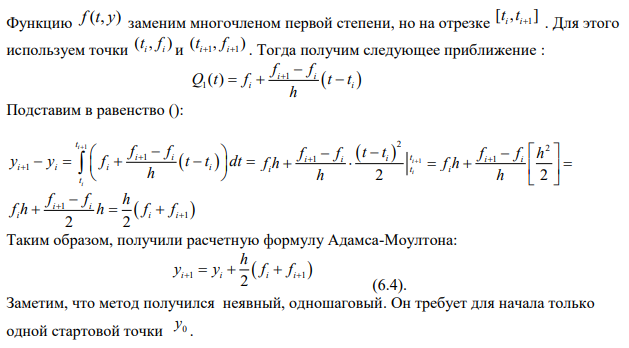 Функцию f(t, y) заменим многочленом первой степени, но на отрезке [t_i, t_{i+1}] . Для этого
используем точки (t_i, f_i) и (t_{i+1}, f_{i+1}) . Тогда получим следующее приближение :
Q_1(t) = f_i + \frac{f_{i+1} - f_i}{h}(t - t_i)
Подставим в равенство ():
y_{i+1} - y_i = \int_{t_i}^{t_{i+1}} \left( f_i + \frac{f_{i+1} - f_i}{h}(t - t_i) \right) dt = f_i h + \frac{f_{i+1} - f_i}{h} \cdot \frac{(t - t_i)^2}{2} \Big|_{t_i}^{t_{i+1}} = f_i h + \frac{f_{i+1} - f_i}{h} \left[ \frac{h^2}{2} \right] =
f_i h + \frac{f_{i+1} - f_i}{2} h = \frac{h}{2}(f_i + f_{i+1})
Таким образом, получили расчетную формулу Адамса-Моултона:
y_{i+1} = y_i + \frac{h}{2}(f_i + f_{i+1}) (6.4).
Заметим, что метод получился неявный, одношаговый. Он требует для начала только
одной стартовой точки y_0 .